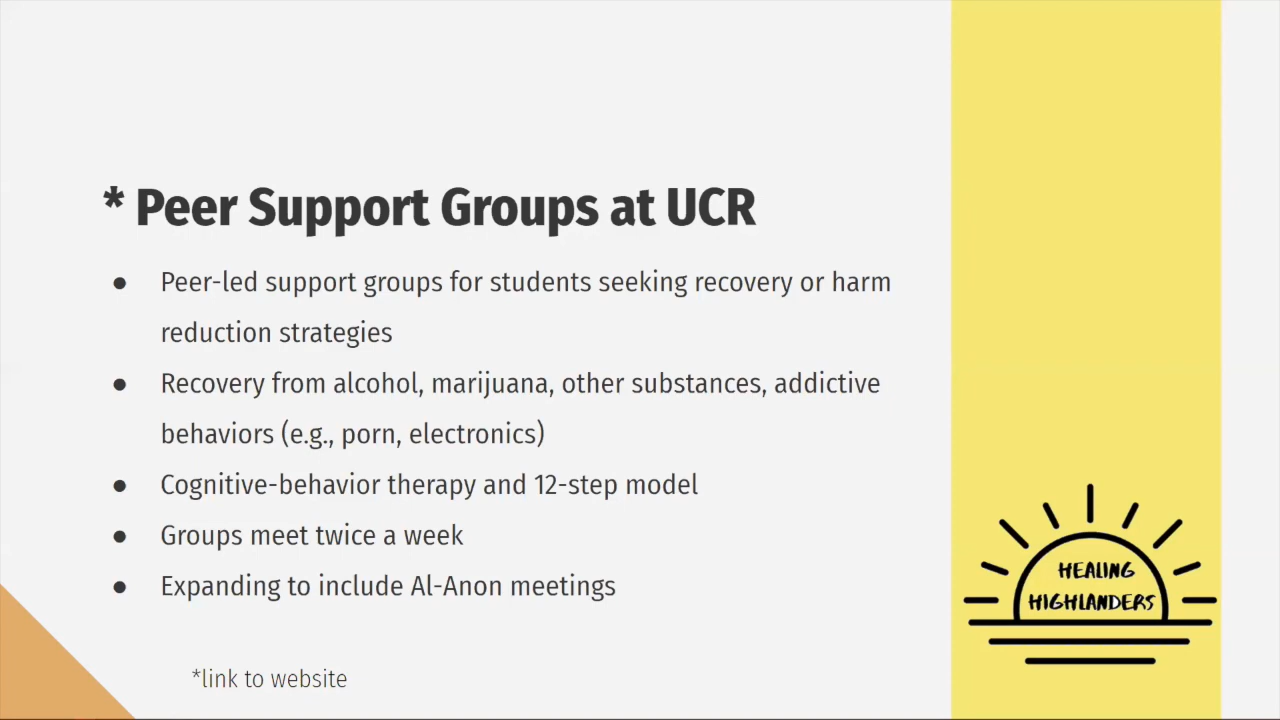 * Peer Support Groups at UCR
● Peer-led support groups for students seeking recovery or harm
reduction strategies
● Recovery from alcohol, marijuana, other substances, addictive
behaviors (e.g., porn, electronics)
● Cognitive-behavior therapy and 12-step model
● Groups meet twice a week
● Expanding to include Al-Anon meetings
*link to website
HEALING
HIGHLANDERS